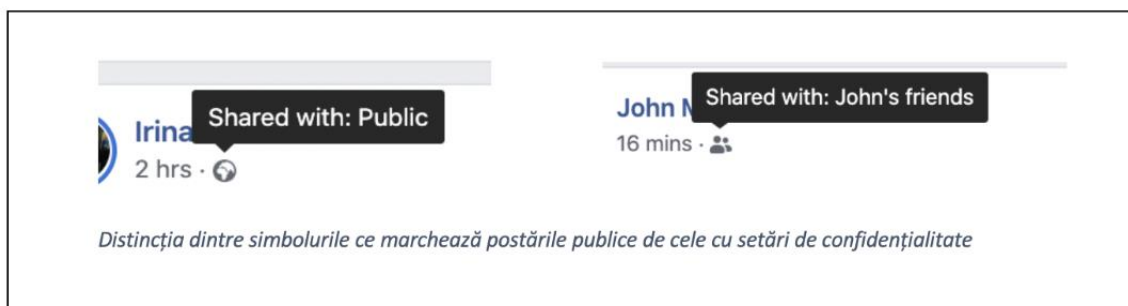 Shared with: Public
Irina
2 hrs ·
Shared with: John's friends
John
16 mins ·
Distincția dintre simbolurile ce marchează postările publice de cele cu setări de confidențialitate